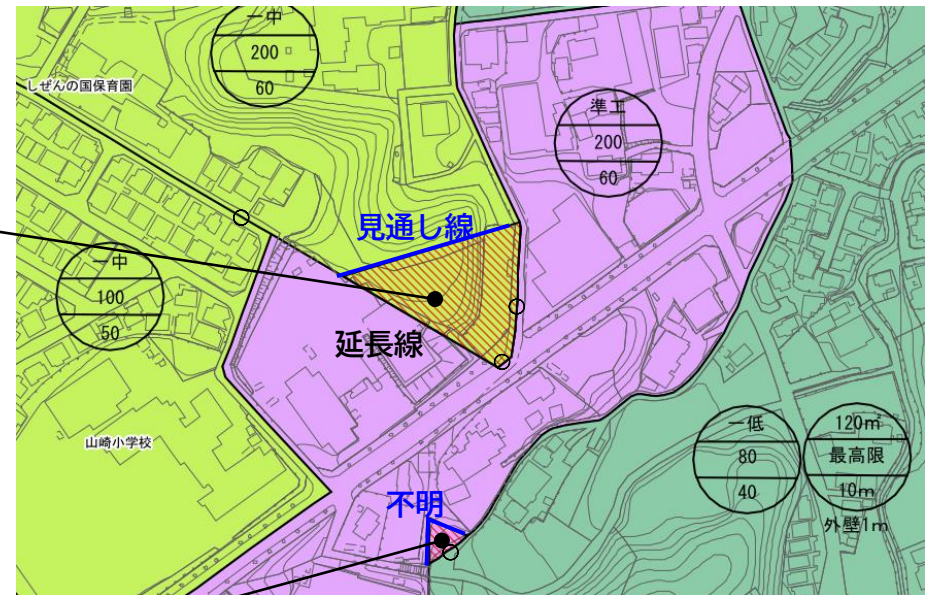 一中
200
60
しぜんの国保育園
準工
200
60
見通し線
一中
100
50
延長線
山崎小学校
一低
80
40
120㎡
最高限
10m
外壁1m
不明